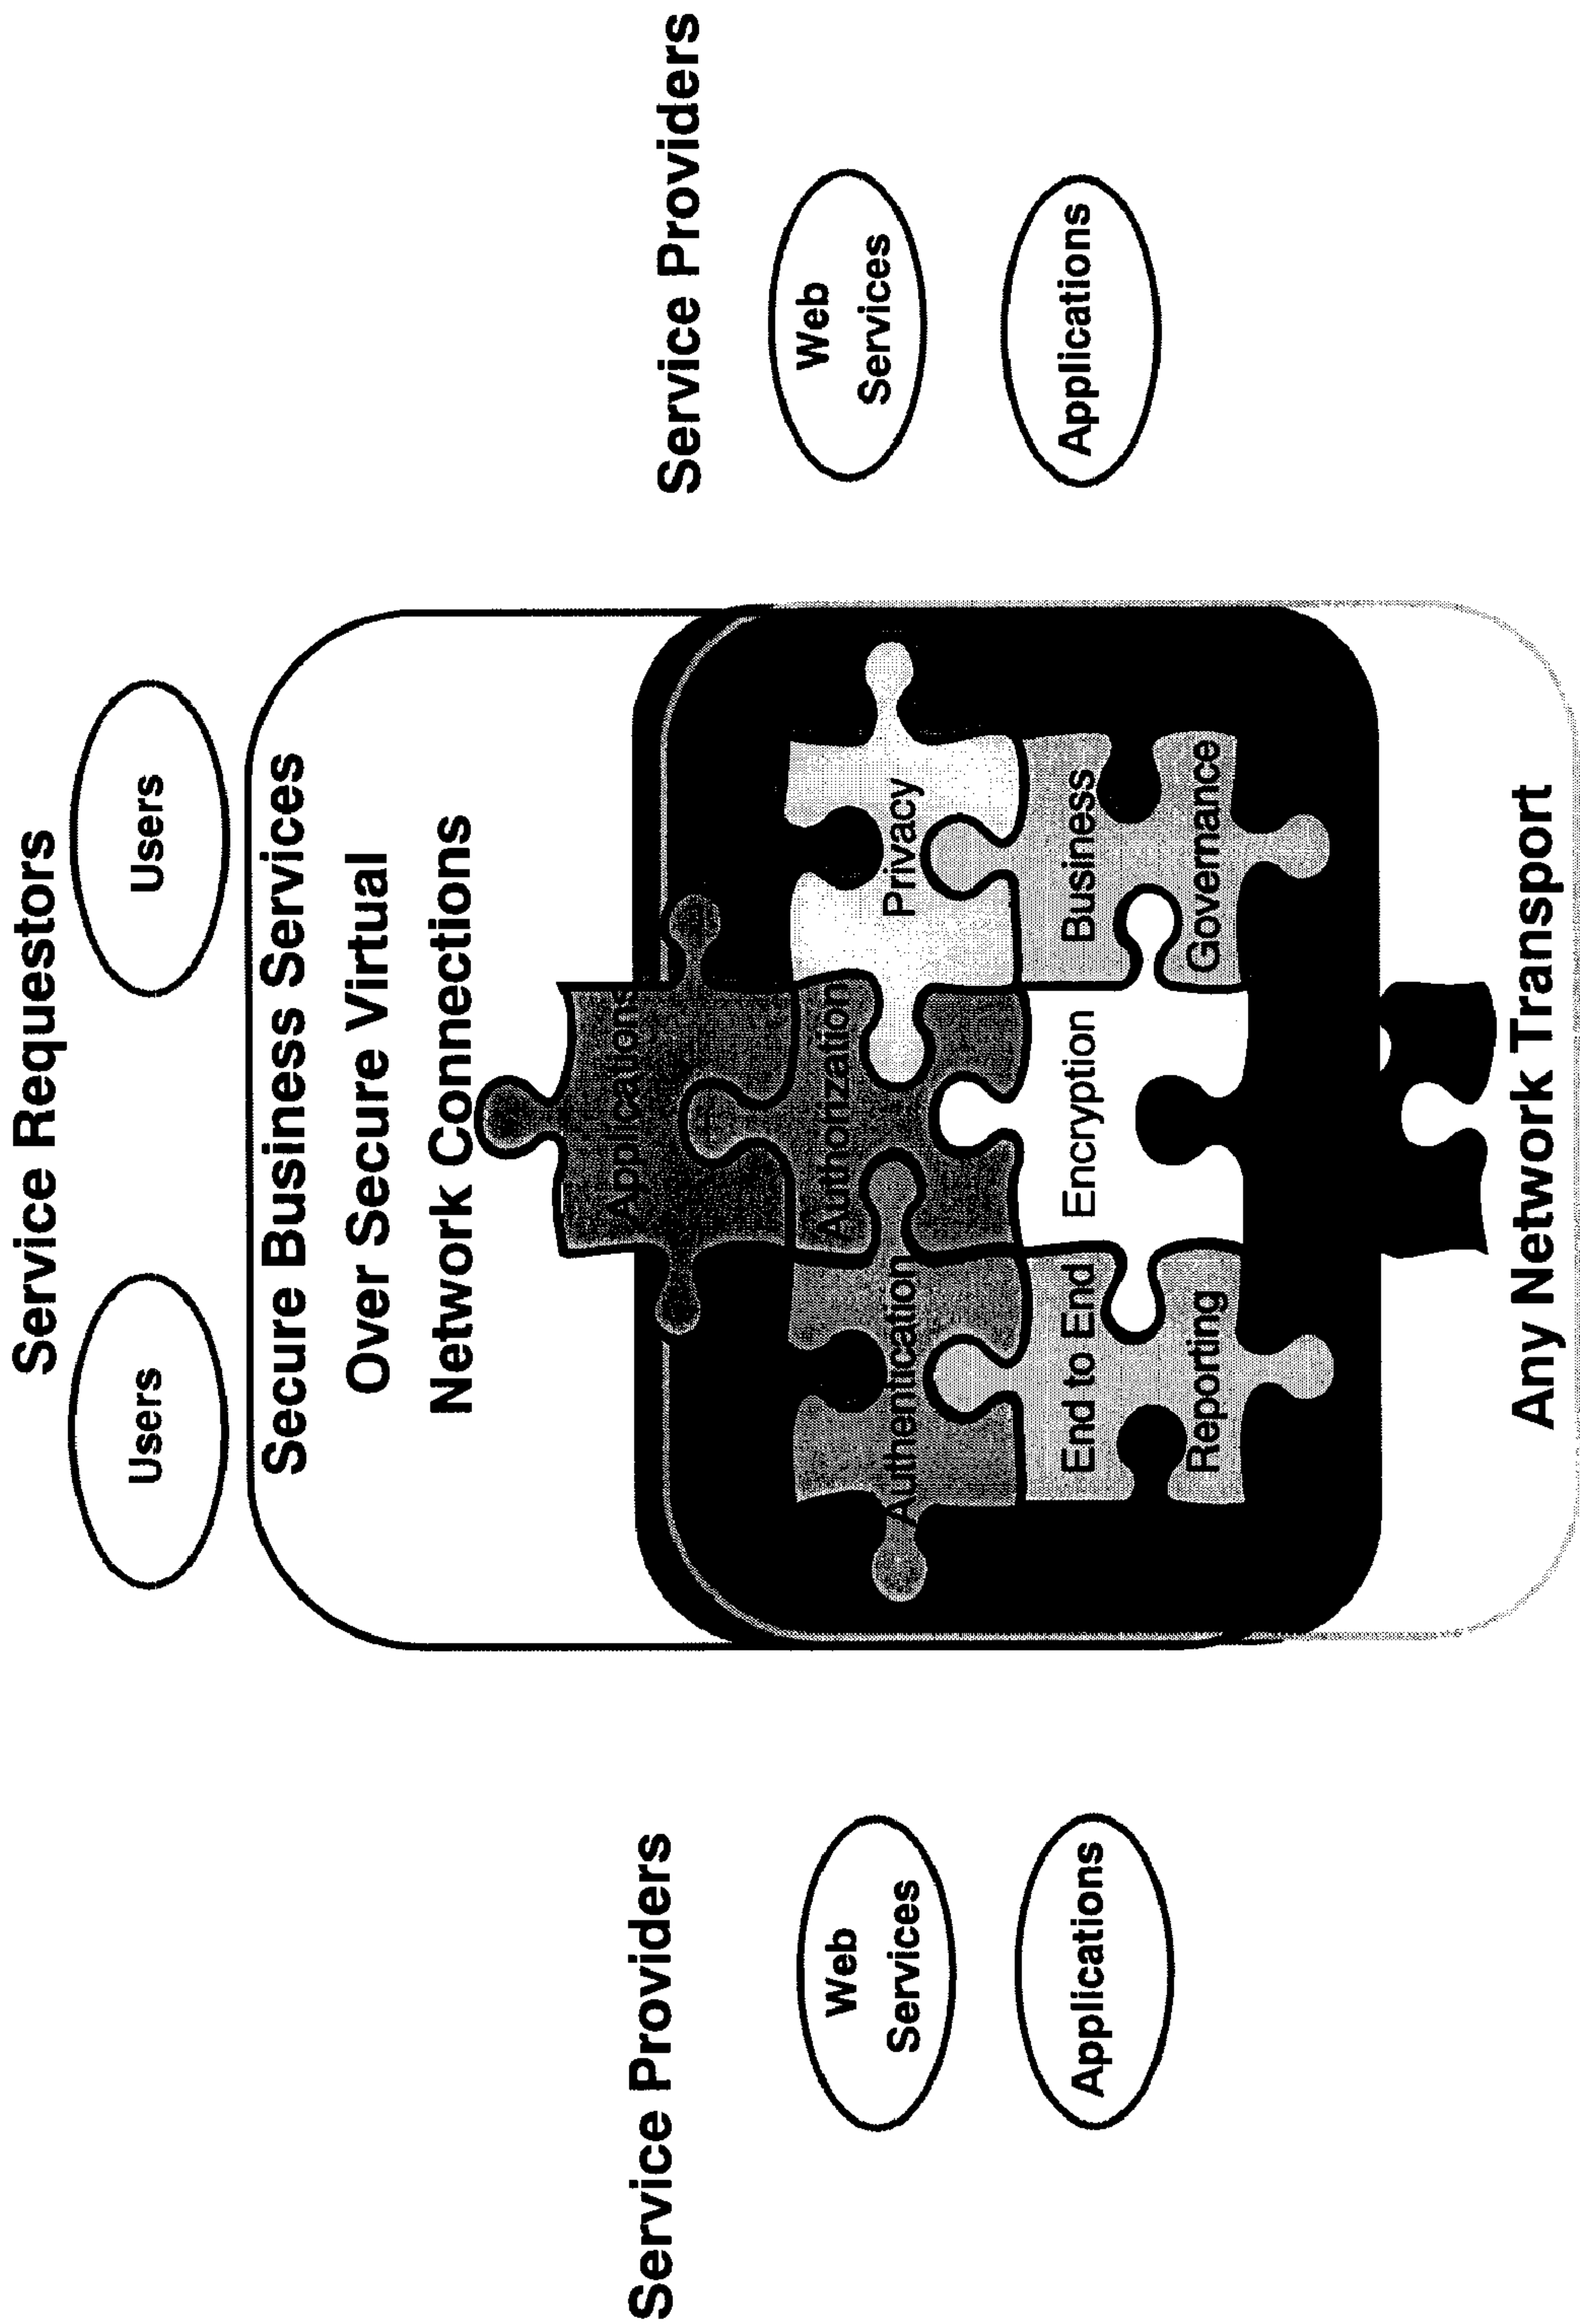 Service Requestors
Users
Users
Secure Business Services
Over Secure Virtual
Network Connections
Service Providers
Web
Services
Applications
Service Providers
Web
Services
Applications
Applications
Authorization
Authentication
Privacy
End to End
Reporting
Encryption
Business
Governance
Any Network Transport